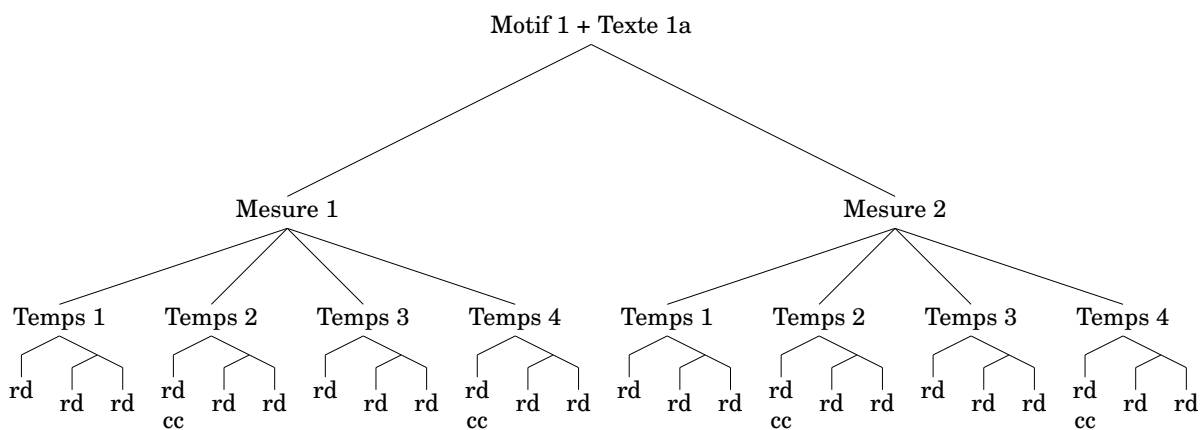 Motif 1 + Texte 1a
Mesure 1 Mesure 2
Temps 1 Temps 2 Temps 3 Temps 4 Temps 1 Temps 2 Temps 3 Temps 4
rd rd rd rd rd rd rd rd rd rd rd rd rd rd rd rd rd rd rd rd rd rd rd rd
cc cc cc cc